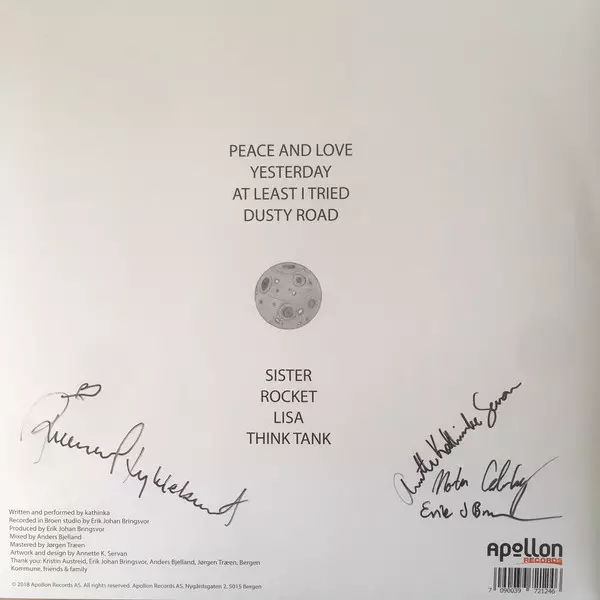 PEACE AND LOVE
YESTERDAY
AT LEAST I TRIED
DUSTY ROAD
SISTER
ROCKET
LISA
THINK TANK
Annette Kathinka Servan
Erik J
Written and performed by kathinka
Recorded in Broen studio by Erik Johan Bringsvor
Produced by Erik Johan Bringsvor
Mixed by Anders Bjelland
Mastered by Jørgen Træen
Artwork and design by Annette K. Servan
Thank you: Kristin Austreid, Erik Johan Bringsvor, Anders Bjelland, Jørgen Træen, Bergen
Kommune, friends & family
© 2018 Apollon Records AS. All rights reserved. Apollon Records AS, Nygårdsgaten 2, 5015 Bergen
apollon
RECORDS
7 090039 721246